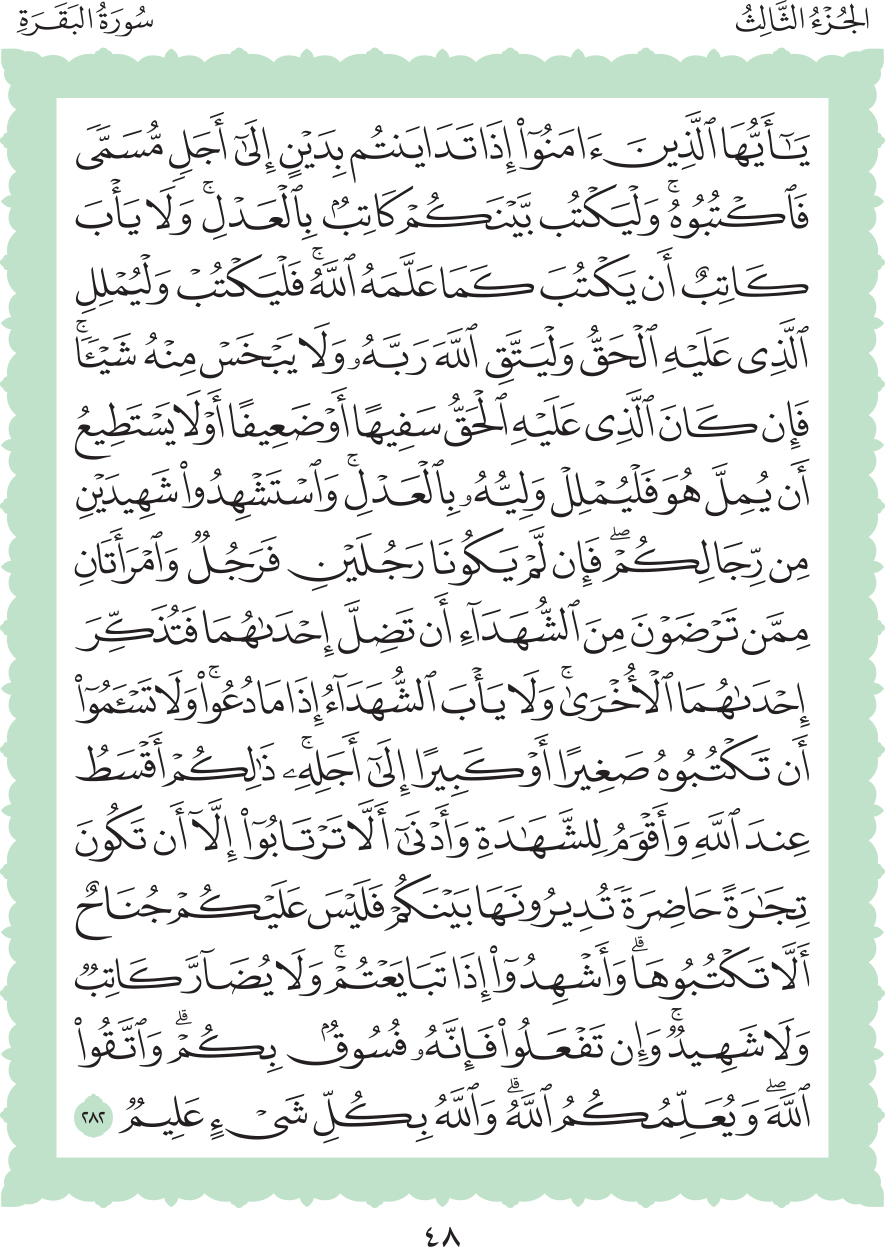 الجُزْءُ الثَّالِثُ
سُورَةُ البَقَرَةِ
يَـٰٓأَيُّهَا ٱلَّذِينَ ءَامَنُوٓا۟ إِذَا تَدَايَنتُم بِدَيْنٍ إِلَىٰٓ أَجَلٍ مُّسَمًّى
فَٱكْتُبُوهُ ۚ وَلْيَكْتُب بَّيْنَكُمْ كَاتِبٌۢ بِٱلْعَدْلِ ۚ وَلَا يَأْبَ
كَاتِبٌ أَن يَكْتُبَ كَمَا عَلَّمَهُ ٱللَّهُ ۚ فَلْيَكْتُبْ وَلْيُمْلِلِ
ٱلَّذِى عَلَيْهِ ٱلْحَقُّ وَلْيَتَّقِ ٱللَّهَ رَبَّهُۥ وَلَا يَبْخَسْ مِنْهُ شَيْـًٔا ۚ
فَإِن كَانَ ٱلَّذِى عَلَيْهِ ٱلْحَقُّ سَفِيهًا أَوْ ضَعِيفًا أَوْ لَا يَسْتَطِيعُ
أَن يُمِلَّ هُوَ فَلْيُمْلِلْ وَلِيُّهُۥ بِٱلْعَدْلِ ۚ وَٱسْتَشْهِدُوا۟ شَهِيدَيْنِ
مِن رِّجَالِكُمْ ۖ فَإِن لَّمْ يَكُونَا رَجُلَيْنِ فَرَجُلٌ وَٱمْرَأَتَانِ
مِمَّن تَرْضَوْنَ مِنَ ٱلشُّهَدَآءِ أَن تَضِلَّ إِحْدَىٰهُمَا فَتُذَكِّرَ
إِحْدَىٰهُمَا ٱلْأُخْرَىٰ ۚ وَلَا يَأْبَ ٱلشُّهَدَآءُ إِذَا مَا دُعُوا۟ ۚ وَلَا تَسْـَٔمُوٓا۟
أَن تَكْتُبُوهُ صَغِيرًا أَوْ كَبِيرًا إِلَىٰٓ أَجَلِهِۦ ۚ ذَٰلِكُمْ أَقْسَطُ
عِندَ ٱللَّهِ وَأَقْوَمُ لِلشَّهَـٰدَةِ وَأَدْنَىٰٓ أَلَّا تَرْتَابُوٓا۟ إِلَّآ أَن تَكُونَ
تِجَـٰرَةً حَاضِرَةً تُدِيرُونَهَا بَيْنَكُمْ فَلَيْسَ عَلَيْكُمْ جُنَاحٌ
أَلَّا تَكْتُبُوهَا ۗ وَأَشْهِدُوٓا۟ إِذَا تَبَايَعْتُمْ ۚ وَلَا يُضَآرَّ كَاتِبٌ
وَلَا شَهِيدٌ ۚ وَإِن تَفْعَلُوا۟ فَإِنَّهُۥ فُسُوقٌۢ بِكُمْ ۗ وَٱتَّقُوا۟
ٱللَّهَ ۖ وَيُعَلِّمُكُمُ ٱللَّهُ ۗ وَٱللَّهُ بِكُلِّ شَىْءٍ عَلِيمٌ ٢٨٢
٤٨